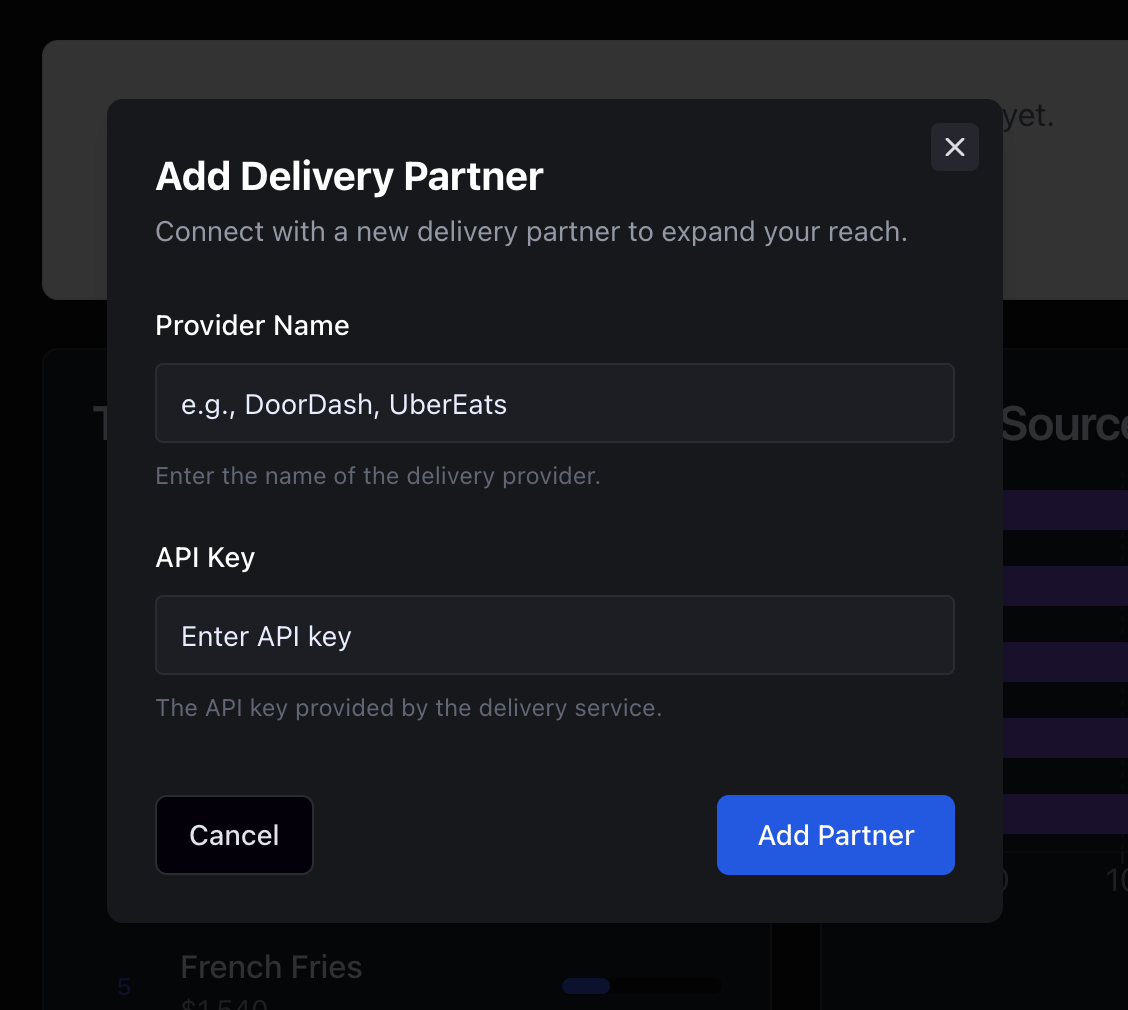 yet.
Add Delivery Partner
Connect with a new delivery partner to expand your reach.
Provider Name
e.g., DoorDash, UberEats
Enter the name of the delivery provider.
API Key
Enter API key
The API key provided by the delivery service.
Cancel
Add Partner
French Fries
5
$1,540